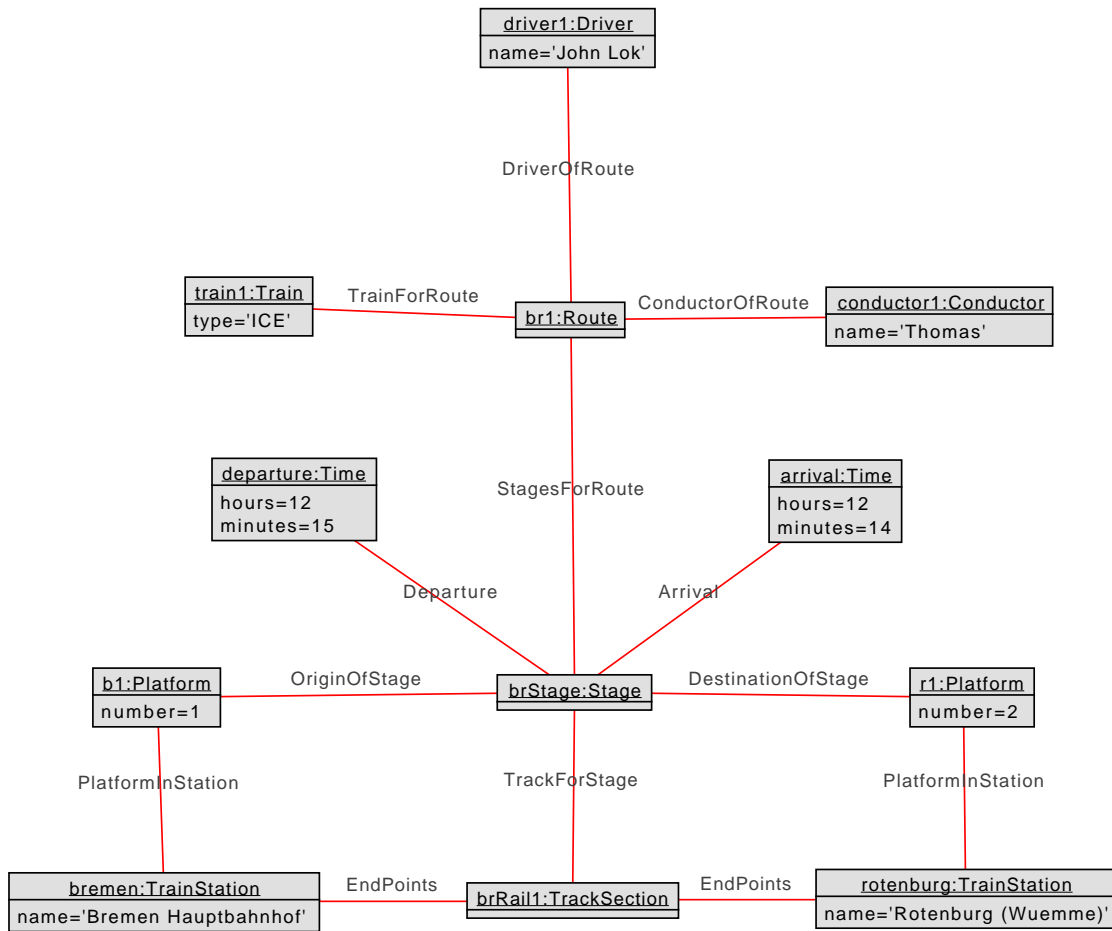 driver1:Driver
name='John Lok'
DriverOfRoute
train1:Train
type='ICE'
TrainForRoute
br1:Route
ConductorOfRoute
conductor1:Conductor
name='Thomas'
departure:Time
hours=12
minutes=15
StagesForRoute
arrival:Time
hours=12
minutes=14
Departure
Arrival
b1:Platform
number=1
OriginOfStage
brStage:Stage
DestinationOfStage
r1:Platform
number=2
PlatformInStation
TrackForStage
PlatformInStation
bremen:TrainStation
name='Bremen Hauptbahnhof'
EndPoints
brRail1:TrackSection
EndPoints
rotenburg:TrainStation
name='Rotenburg (Wuemme)'